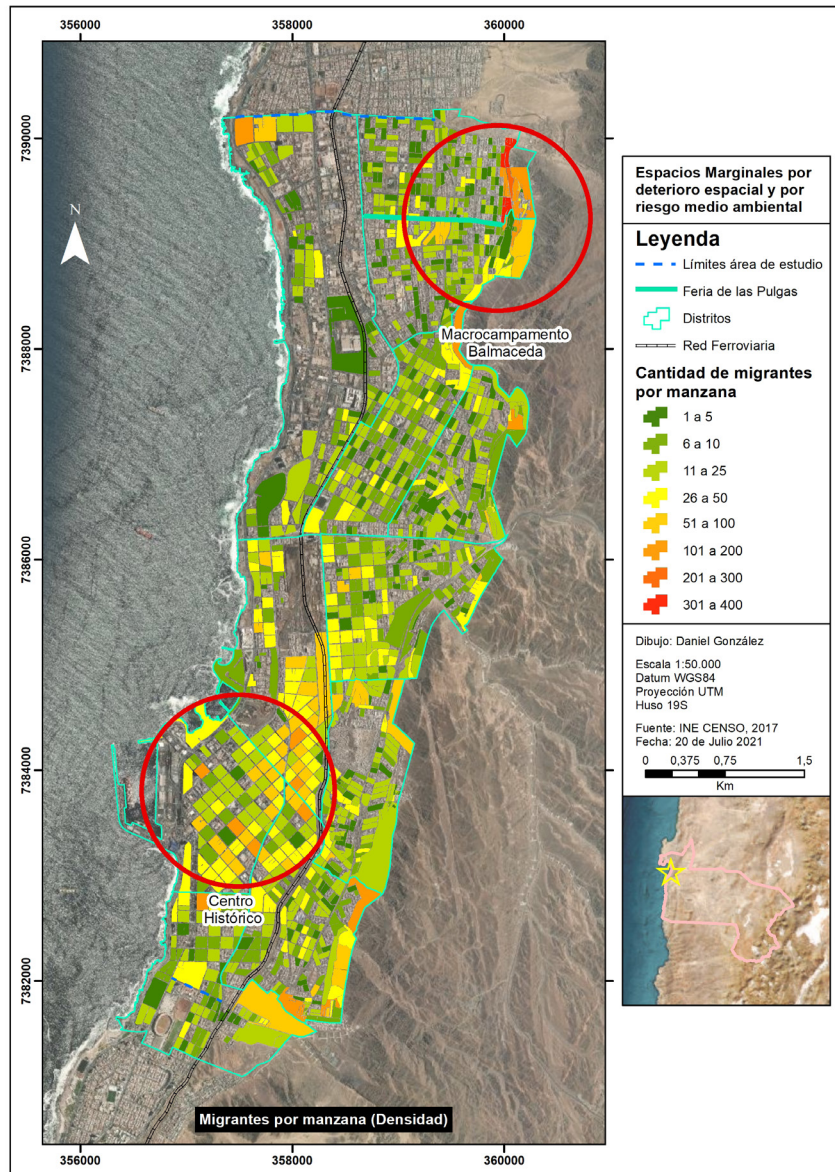 356000
358000
360000
7390000
7388000
7386000
7384000
7382000
N
Macrocampamento
Balmaceda
Centro
Histórico
Migrantes por manzana (Densidad)
356000
358000
360000
Espacios Marginales por
deterioro espacial y por
riesgo medio ambiental
Leyenda
Límites área de estudio
Feria de las Pulgas
Distritos
Red Ferroviaria
Cantidad de migrantes
por manzana
1 a 5
6 a 10
11 a 25
26 a 50
51 a 100
101 a 200
201 a 300
301 a 400
Dibujo: Daniel González
Escala 1:50.000
Datum WGS84
Proyección UTM
Huso 19S
Fuente: INE CENSO, 2017
Fecha: 20 de Julio 2021
0 0,375 0,75 1,5
Km